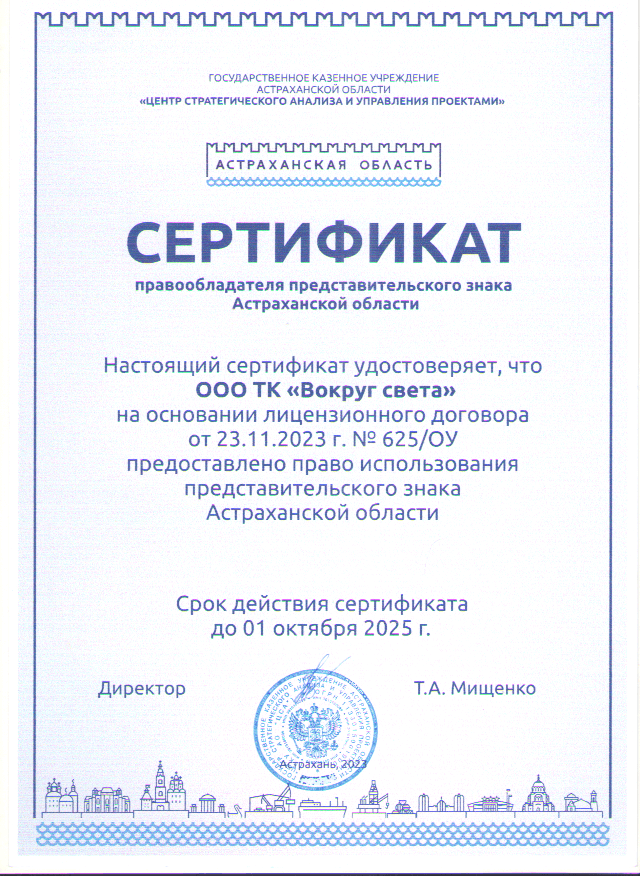 ГОСУДАРСТВЕННОЕ КАЗЕННОЕ УЧРЕЖДЕНИЕ
АСТРАХАНСКОЙ ОБЛАСТИ
«ЦЕНТР СТРАТЕГИЧЕСКОГО АНАЛИЗА И УПРАВЛЕНИЯ ПРОЕКТАМИ»
АСТРАХАНСКАЯ ОБЛАСТЬ
СЕРТИФИКАТ
правообладателя представительского знака
Астраханской области
Настоящий сертификат удостоверяет, что
ООО ТК «Вокруг света»
на основании лицензионного договора
от 23.11.2023 г. № 625/ОУ
предоставлено право использования
представительского знака
Астраханской области
Срок действия сертификата
до 01 октября 2025 г.
Директор
Т.А. Мищенко
Астрахань, 2023